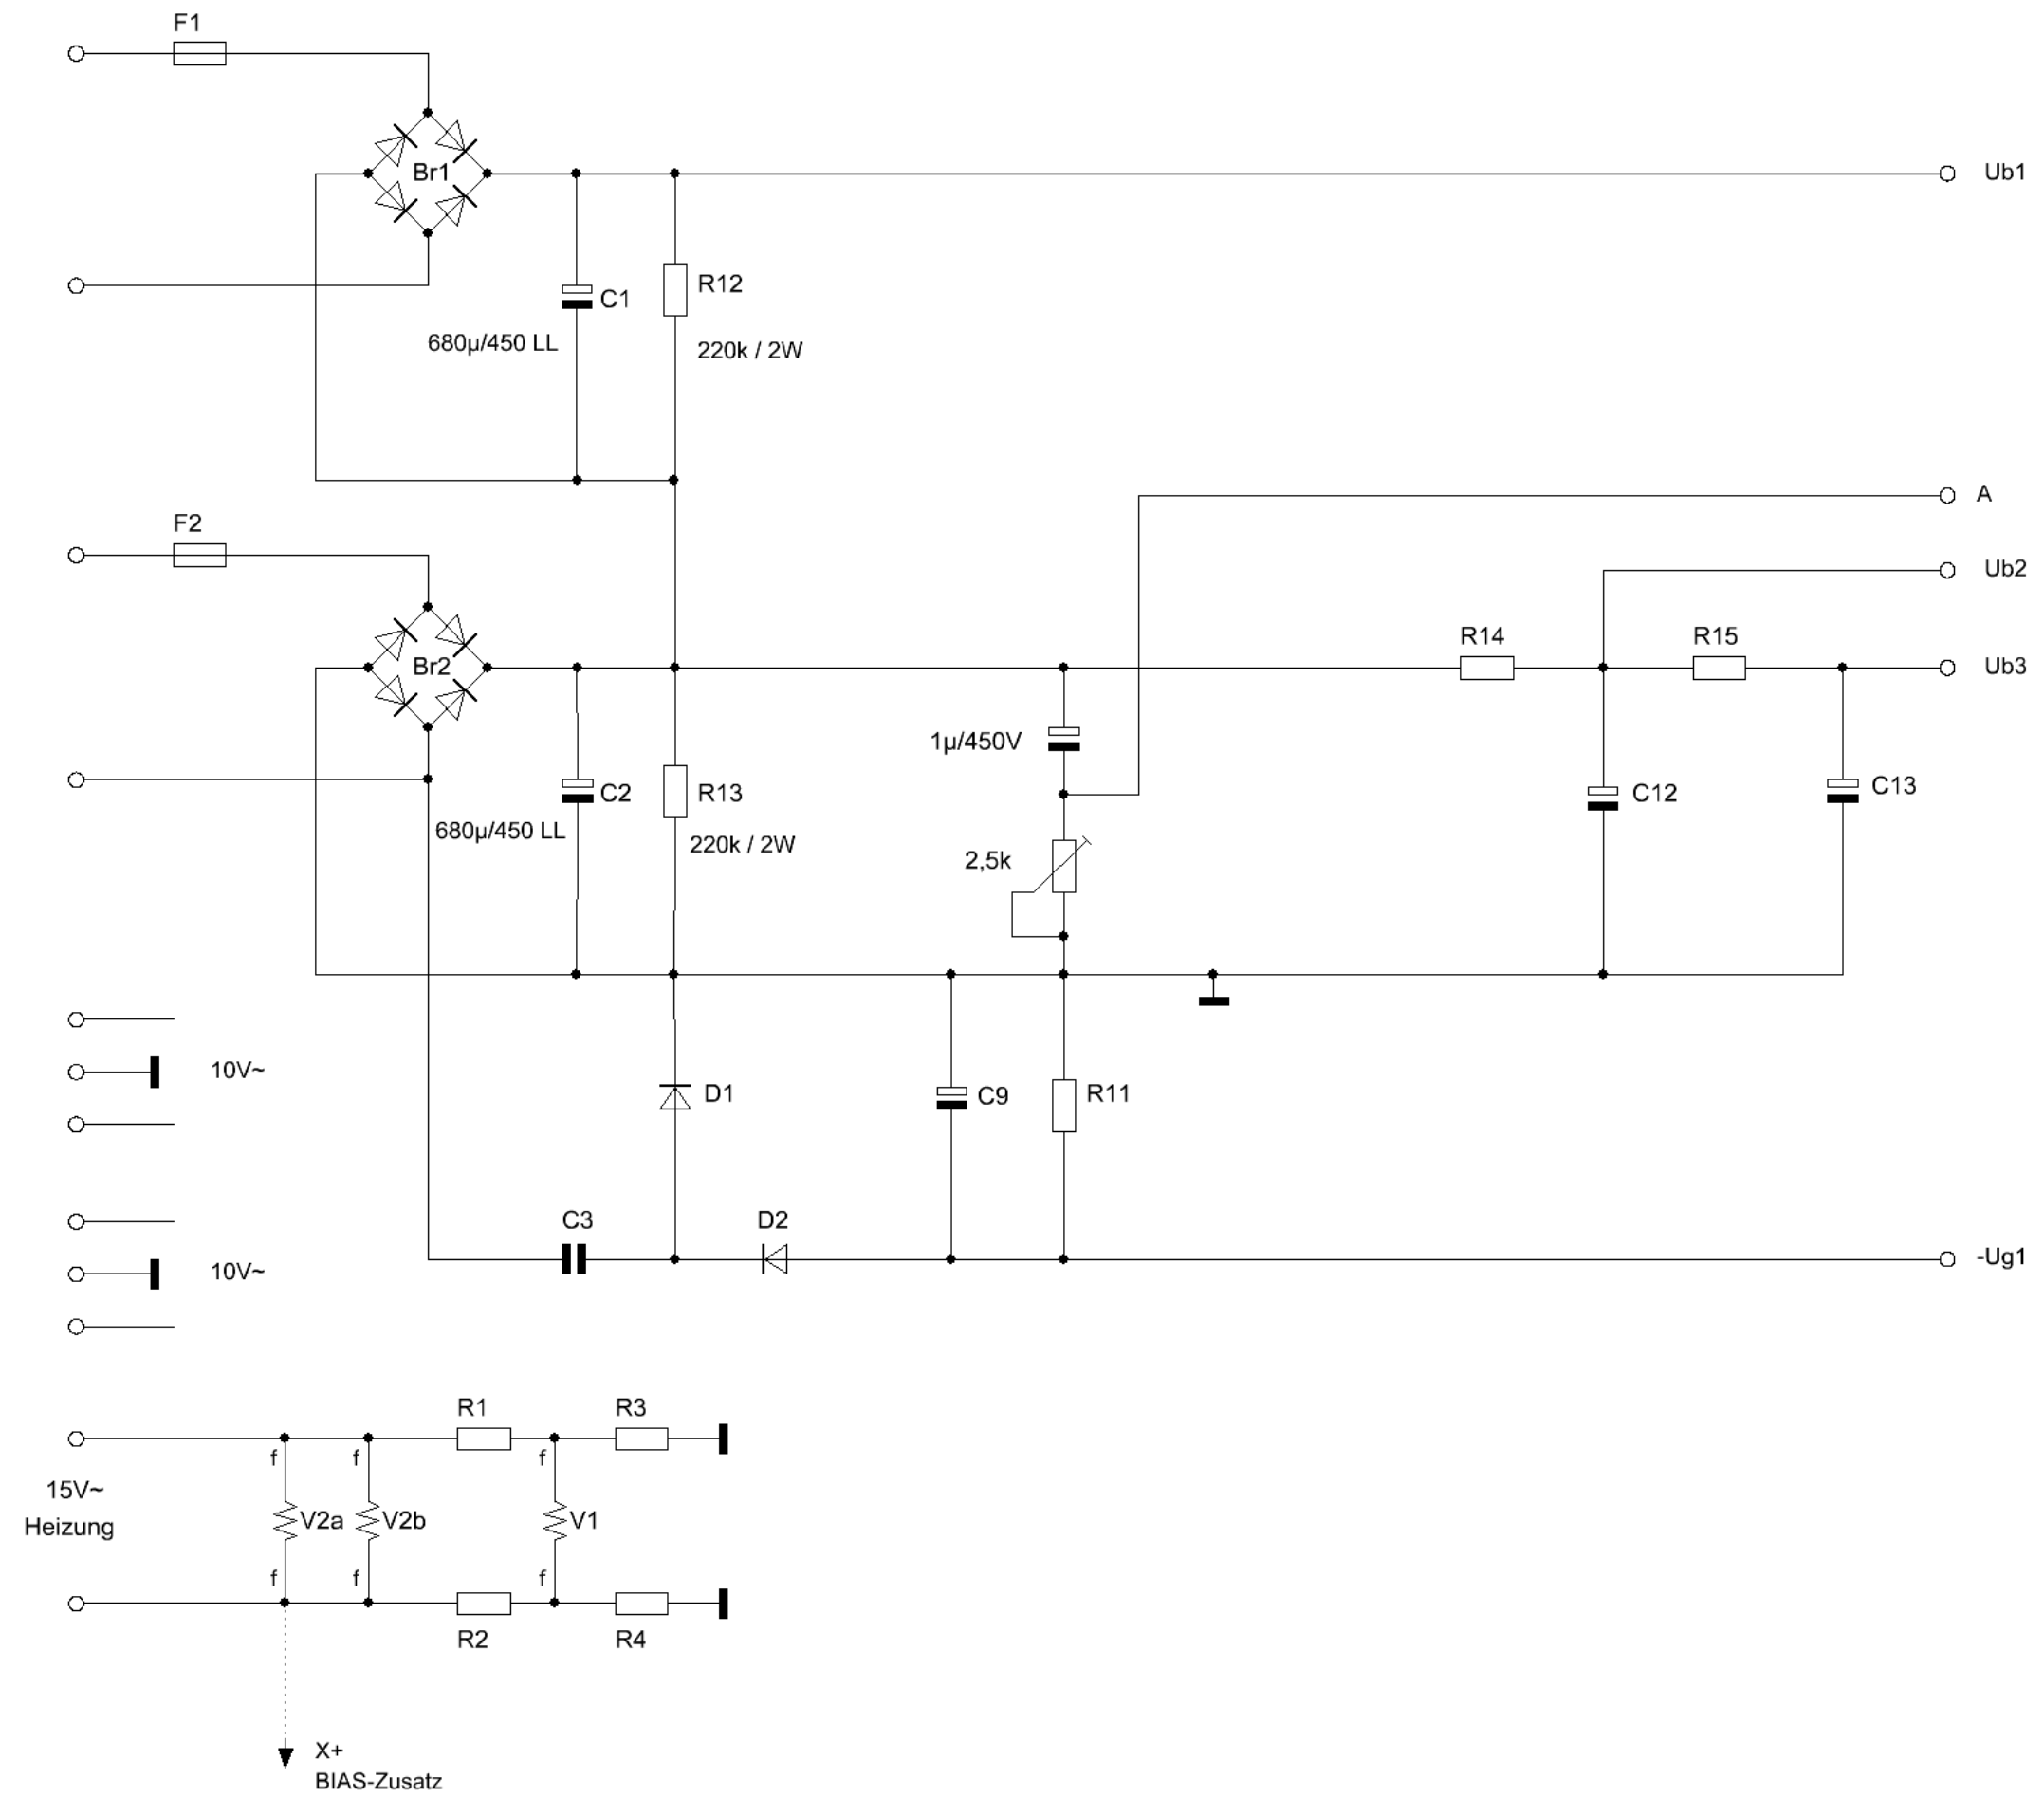 F1
Br1
Ub1
C1
R12
680µ/450 LL
220k / 2W
A
F2
Ub2
R14
R15
Br2
Ub3
1µ/450V
C2
R13
C12
C13
680µ/450 LL
220k / 2W
2,5k
10V~
D1
C9
R11
C3
D2
10V~
-Ug1
R1
R3
f
f
f
15V~
Heizung
V2a
V2b
V1
f
f
f
R2
R4
X+
BIAS-Zusatz